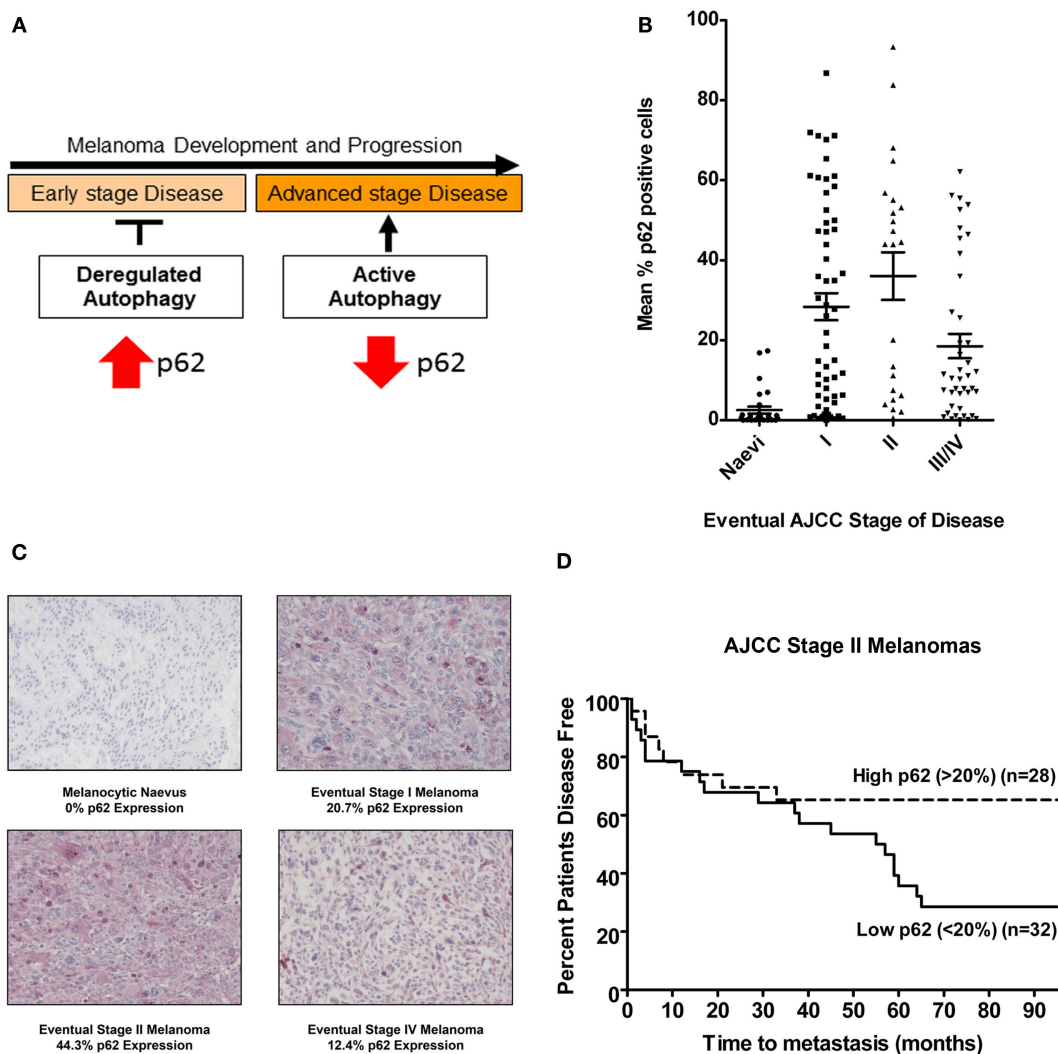 A
Melanoma Development and Progression
Early stage Disease
Advanced stage Disease
Deregulated
Autophagy
Active
Autophagy
p62
p62
B
Mean % p62 positive cells
100
80
60
40
20
0
Naevi
I
II
III/IV
Eventual AJCC Stage of Disease
C
Melanocytic Naevus
0% p62 Expression
Eventual Stage I Melanoma
20.7% p62 Expression
Eventual Stage II Melanoma
44.3% p62 Expression
Eventual Stage IV Melanoma
12.4% p62 Expression
D
AJCC Stage II Melanomas
Percent Patients Disease Free
100
80
60
40
20
0
High p62 (>20%) (n=28)
Low p62 (<20%) (n=32)
0 10 20 30 40 50 60 70 80 90
Time to metastasis (months)